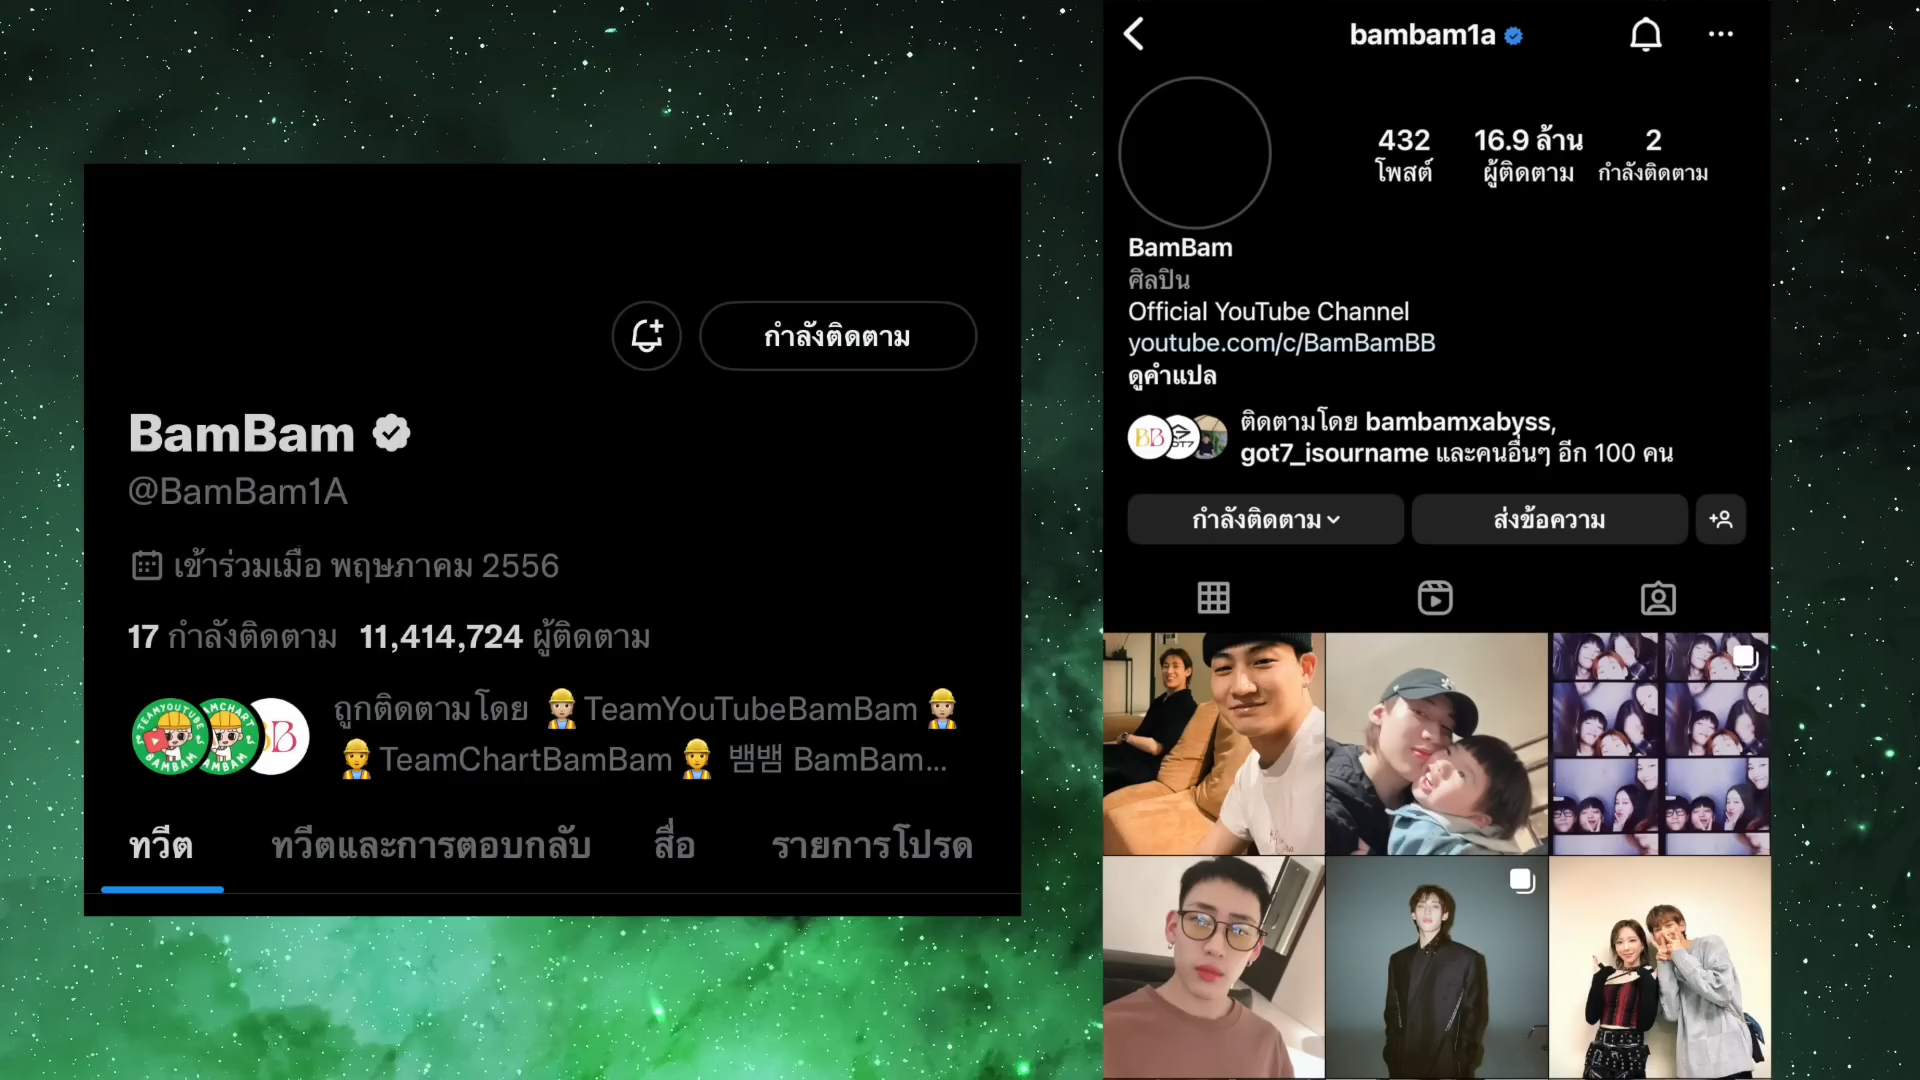 กำลังติดตาม
BamBam
@BamBam1A
เข้าร่วมเมื่อ พฤษภาคม 2556
17 กำลังติดตาม 11,414,724 ผู้ติดตาม
ถูกติดตามโดย 👷🏼TeamYouTubeBamBam👷🏼
👷TeamChartBamBam👷 뱀뱀 BamBam...
TEAMYOUTUBE
BAMBAM
AMCHART
AMBAM
B
ทวีต ทวีตและการตอบกลับ สื่อ รายการโปรด
bambam1a
432 16.9 ล้าน 2
โพสต์ ผู้ติดตาม กำลังติดตาม
BamBam
ศิลปิน
Official YouTube Channel
youtube.com/c/BamBamBB
ดูคำแปล
BB
ติดตามโดย bambamxabyss,
got7_isourname และคนอื่นๆ อีก 100 คน
กำลังติดตาม ส่งข้อความ